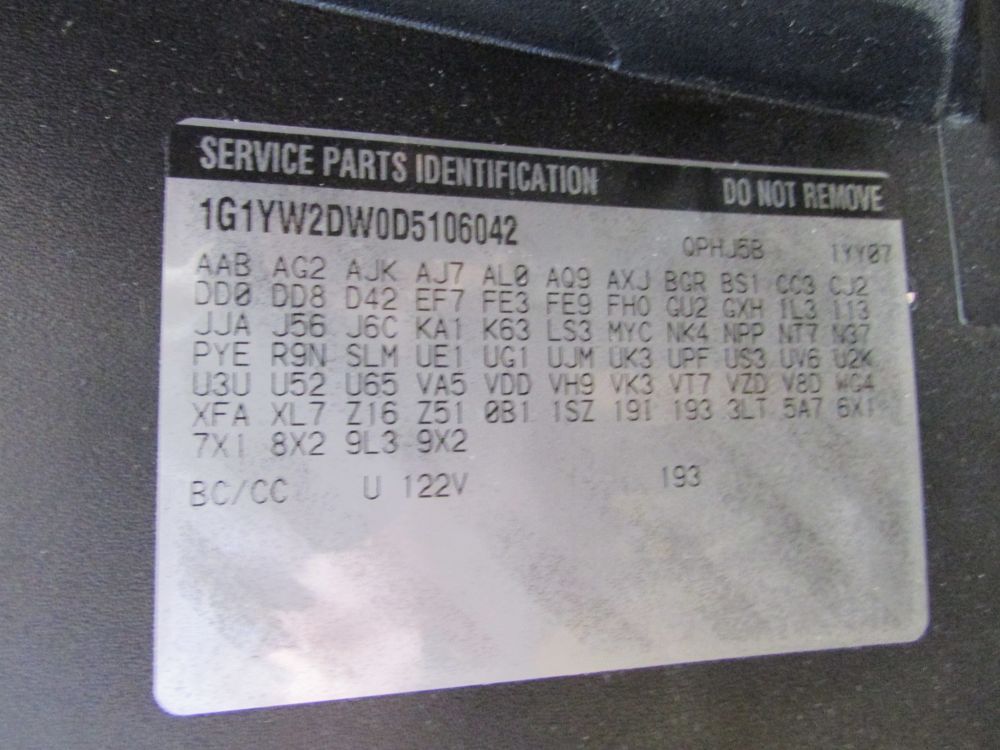 SERVICE PARTS IDENTIFICATION DO NOT REMOVE
1G1YW2DW0D5106042 QPHJ5B 1YY07
AAB AG2 AJK AJ7 AL0 AQ9 AXJ BGR BS1 CC3 CJ2
DD0 DD8 D42 EF7 FE3 FE9 FHO GU2 GXH IL3 I13
JJA J56 J6C KA1 K63 LS3 MYC NK4 NPP NT7 N37
PYE R9N SLM UE1 UG1 UJM UK3 UPF US3 UV6 U2K
U3U U52 U65 VA5 VDD VH9 VK3 VT7 VZD V8D WG4
XFA XL7 Z16 Z51 0B1 1SZ 19I 193 3LT 5A7 6X1
7X1 8X2 9L3 9X2
BC/CC U 122V 193